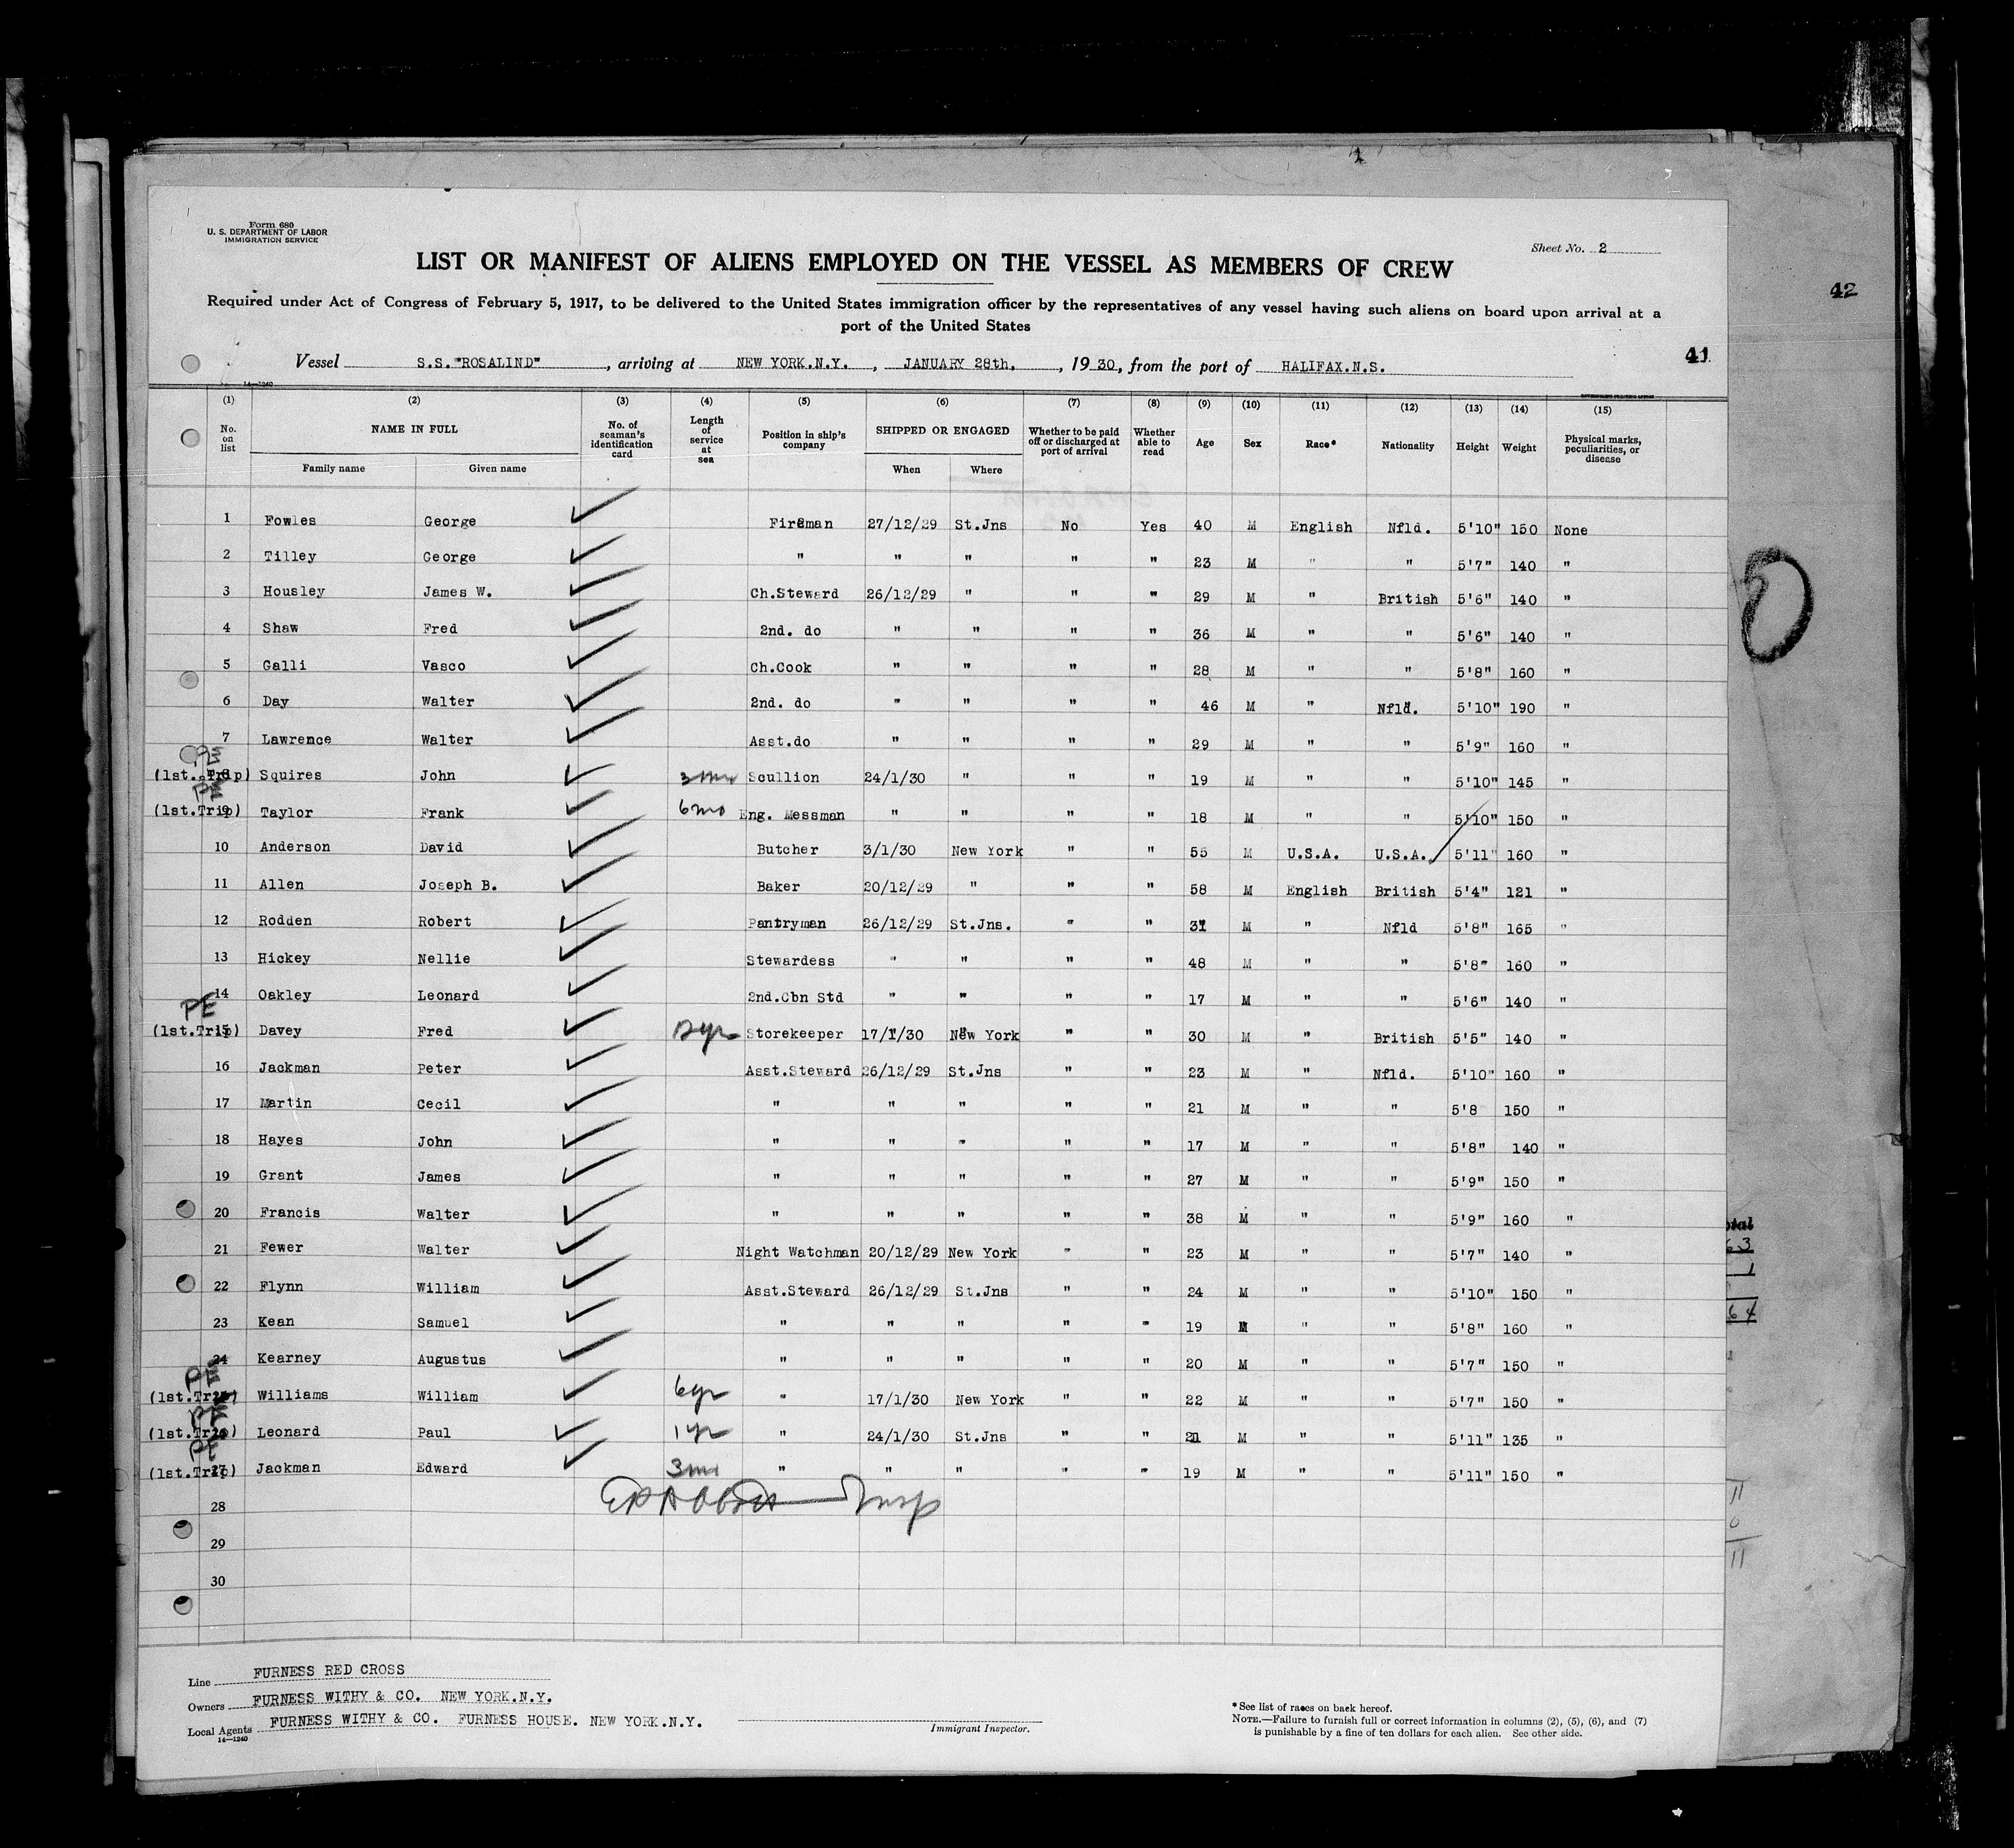 Form 680
U. S. DEPARTMENT OF LABOR
IMMIGRATION SERVICE
Sheet No. 2
LIST OR MANIFEST OF ALIENS EMPLOYED ON THE VESSEL AS MEMBERS OF CREW
Required under Act of Congress of February 5, 1917, to be delivered to the United States immigration officer by the representatives of any vessel having such aliens on board upon arrival at a
port of the United States
42
41
Vessel S.S."ROSALIND", arriving at NEW YORK.N.Y., JANUARY 28th, 1930, from the port of HALIFAX.N.S.
14—1240
(1) (2) (3) (4) (5) (6) (7) (8) (9) (10) (11) (12) (13) (14) (15)
No. on list NAME IN FULL Family name Given name No. of seaman's identification card Length of service at sea Position in ship's company SHIPPED OR ENGAGED When Where Whether to be paid off or discharged at port of arrival Whether able to read Age Sex Race* Nationality Height Weight Physical marks, peculiarities, or disease
1 Fowles George Fireman 27/12/29 St.Jns No Yes 40 M English Nfld. 5'10" 150 None
2 Tilley George " " " " " 23 M " " 5'7" 140 "
3 Housley James W. Ch.Steward 26/12/29 " " " 29 M " British 5'6" 140 "
4 Shaw Fred 2nd. do " " " " 36 M " " 5'6" 140 "
5 Galli Vasco Ch.Cook " " " " 28 M " " 5'8" 160 "
6 Day Walter 2nd. do " " " " 46 M " Nfld. 5'10" 190 "
7 Lawrence Walter Asst.do " " " " 29 M " " 5'9" 160 "
(1st.Trip) 8 Squires John 3 mo Scullion 24/1/30 " " " 19 M " " 5'10" 145 "
(1st.Trip) 9 Taylor Frank 6 mo Eng. Messman " " " " 18 M " " 5'10" 150 "
10 Anderson David Butcher 3/1/30 New York " " 55 M U.S.A. U.S.A. 5'11" 160 "
11 Allen Joseph B. Baker 20/12/29 " " " 58 M English British 5'4" 121 "
12 Rodden Robert Pantryman 26/12/29 St.Jns. " " 31 M " Nfld 5'8" 165 "
13 Hickey Nellie Stewardess " " " " 48 M " " 5'8" 160 "
14 Oakley Leonard 2nd.Cbn Std " " " " 17 M " " 5'6" 140 "
PE
(1st.Trip) 15 Davey Fred 12 yr Storekeeper 17/1/30 New York " " 30 M " British 5'5" 140 "
16 Jackman Peter Asst.Steward 26/12/29 St.Jns " " 23 M " Nfld. 5'10" 160 "
17 Martin Cecil " " " " " 21 M " " 5'8 150 "
18 Hayes John " " " " " 17 M " " 5'8" 140 "
19 Grant James " " " " " 27 M " " 5'9" 150 "
20 Francis Walter " " " " " 38 M " " 5'9" 160 "
21 Fewer Walter Night Watchman 20/12/29 New York " " 23 M " " 5'7" 140 "
22 Flynn William Asst.Steward 26/12/29 St.Jns " " 24 M " " 5'10" 150 "
23 Kean Samuel " " " " " 19 M " " 5'8" 160 "
24 Kearney Augustus " " " " " 20 M " " 5'7" 150 "
(1st.Trip) 25 Williams William 6 yr " 17/1/30 New York " " 22 M " " 5'7" 150 "
(1st.Trip) 26 Leonard Paul 1 yr " 24/1/30 St.Jns " " 21 M " " 5'11" 135 "
(1st.Trip) 27 Jackman Edward 3 mo " " " " " 19 M " " 5'11" 150 "
28
29
30
63
1
64
11
0
11
Line FURNESS RED CROSS
Owners FURNESS WITHY & CO. NEW YORK.N.Y.
Local Agents FURNESS WITHY & CO. FURNESS HOUSE. NEW YORK.N.Y.
14—1240
Immigrant Inspector.
*See list of races on back hereof.
NOTE.—Failure to furnish full or correct information in columns (2), (5), (6), and (7)
is punishable by a fine of ten dollars for each alien. See other side.